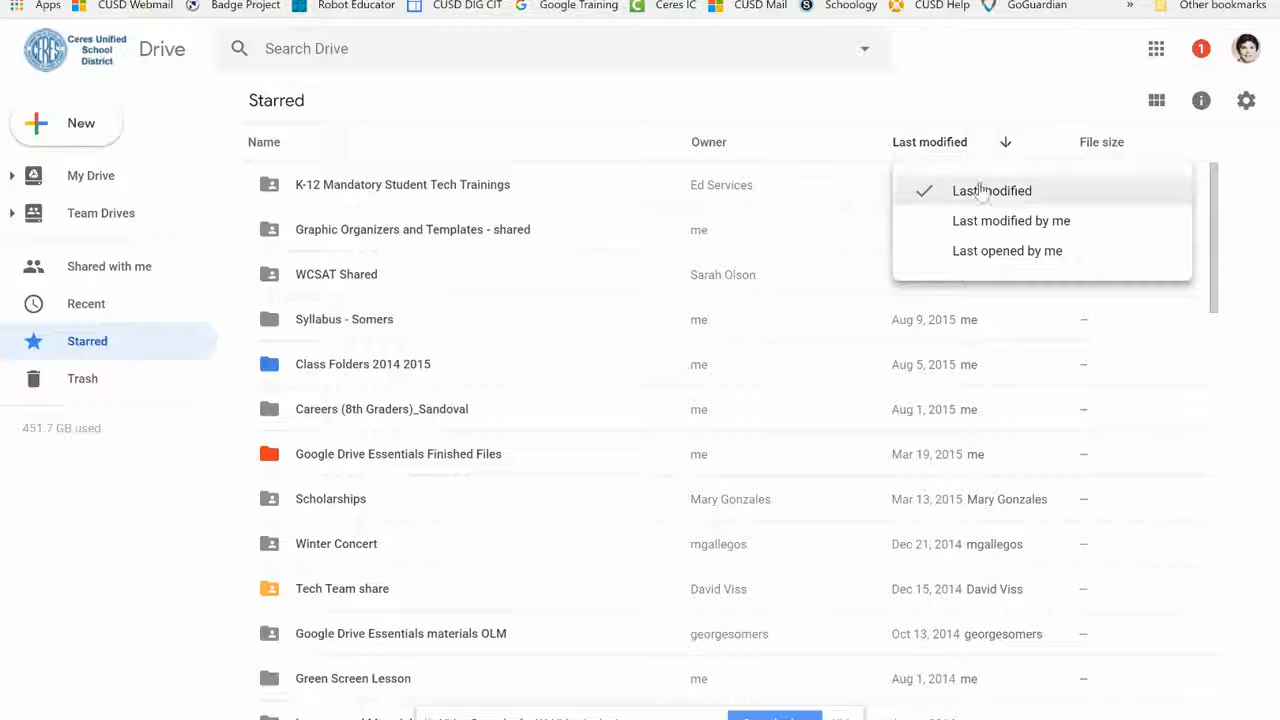 Apps CUSD Webmail Badge Project Robot Educator CUSD DIG CIT Google Training Ceres IC CUSD Mail Schoology CUSD Help GoGuardian » Other bookmarks
CERES
Ceres Unified
School
District
Drive
Search Drive
1
New
Starred
Name Owner Last modified File size
My Drive
Team Drives
Shared with me
Recent
Starred
Trash
451.7 GB used
K-12 Mandatory Student Tech Trainings Ed Services
Graphic Organizers and Templates - shared me
WCSAT Shared Sarah Olson
Last modified
Last modified by me
Last opened by me
Syllabus - Somers me Aug 9, 2015 me –
Class Folders 2014 2015 me Aug 5, 2015 me –
Careers (8th Graders)_Sandoval me Aug 1, 2015 me –
Google Drive Essentials Finished Files me Mar 19, 2015 me –
Scholarships Mary Gonzales Mar 13, 2015 Mary Gonzales –
Winter Concert mgallegos Dec 21, 2014 mgallegos –
Tech Team share David Viss Dec 15, 2014 David Viss –
Google Drive Essentials materials OLM georgesomers Oct 13, 2014 georgesomers –
Green Screen Lesson me Aug 1, 2014 me –